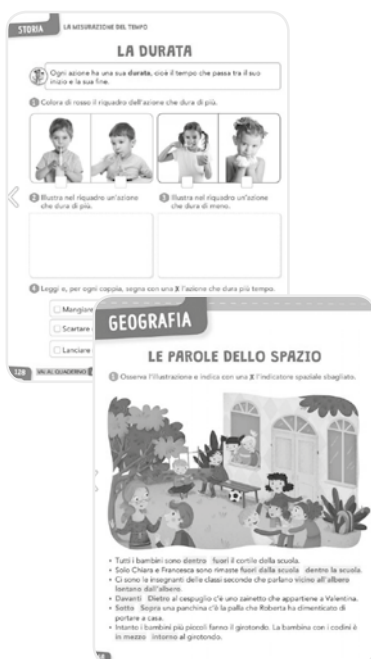 STORIA
LA MISURAZIONE DEL TEMPO
LA DURATA
Ogni azione ha una sua durata, cioè il tempo che passa tra il suo
inizio e la sua fine.
1 Colora di rosso il riquadro dell'azione che dura di più.
2 Illustra nel riquadro un'azione
che dura di più.
3 Illustra nel riquadro un'azione
che dura di meno.
4 Leggi e, per ogni coppia, segna con una X l'azione che dura più tempo.
Mangiare
Scartare
Lanciare
128 VAI AL QUADERNO
GEOGRAFIA
LE PAROLE DELLO SPAZIO
1 Osserva l'illustrazione e indica con una X l'indicatore spaziale sbagliato.
• Tutti i bambini sono dentro fuori il cortile della scuola.
• Solo Chiara e Francesca sono rimaste fuori dalla scuola dentro la scuola.
• Ci sono le insegnanti delle classi seconde che parlano vicino all'albero
lontano dall'albero.
• Davanti Dietro al cespuglio c'è uno zainetto che appartiene a Valentina.
• Sotto Sopra una panchina c'è la palla che Roberta ha dimenticato di
portare a casa.
• Intanto i bambini più piccoli fanno il girotondo. La bambina con i codini è
in mezzo intorno al girotondo.